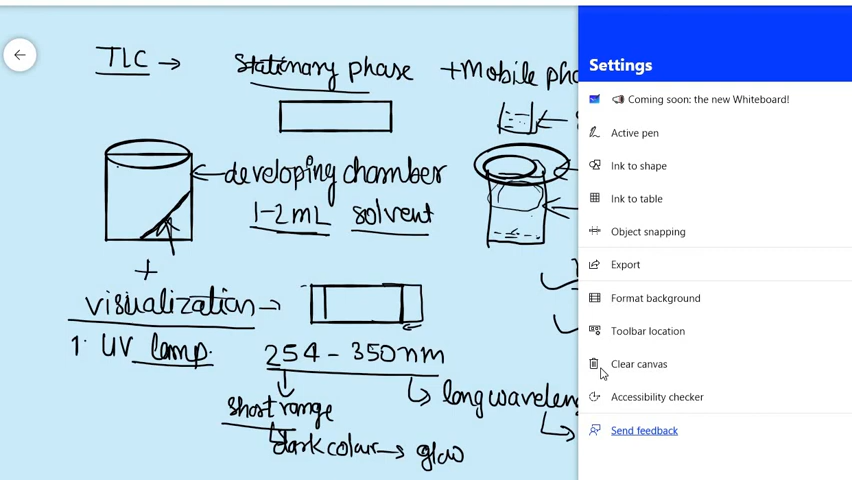 TLC → Stationary phase + Mobile pha
developing chamber
1-2mL solvent
+
visualization →
1. UV lamp.
254 - 350nm
short range
long wavelen
dark colour → glow
Settings
Coming soon: the new Whiteboard!
Active pen
Ink to shape
Ink to table
Object snapping
Export
Format background
Toolbar location
Clear canvas
Accessibility checker
Send feedback